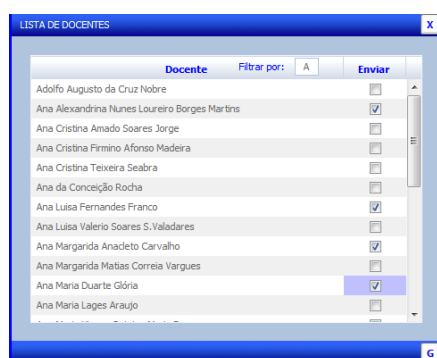 LISTA DE DOCENTES X
Docente Filtrar por: A Enviar
Adolfo Augusto da Cruz Nobre
Ana Alexandrina Nunes Loureiro Borges Martins
Ana Cristina Amado Soares Jorge
Ana Cristina Firmino Afonso Madeira
Ana Cristina Teixeira Seabra
Ana da Conceição Rocha
Ana Luisa Fernandes Franco
Ana Luisa Valerio Soares S.Valadares
Ana Margarida Anacleto Carvalho
Ana Margarida Matias Correia Vargues
Ana Maria Duarte Glória
Ana Maria Lages Araujo
G